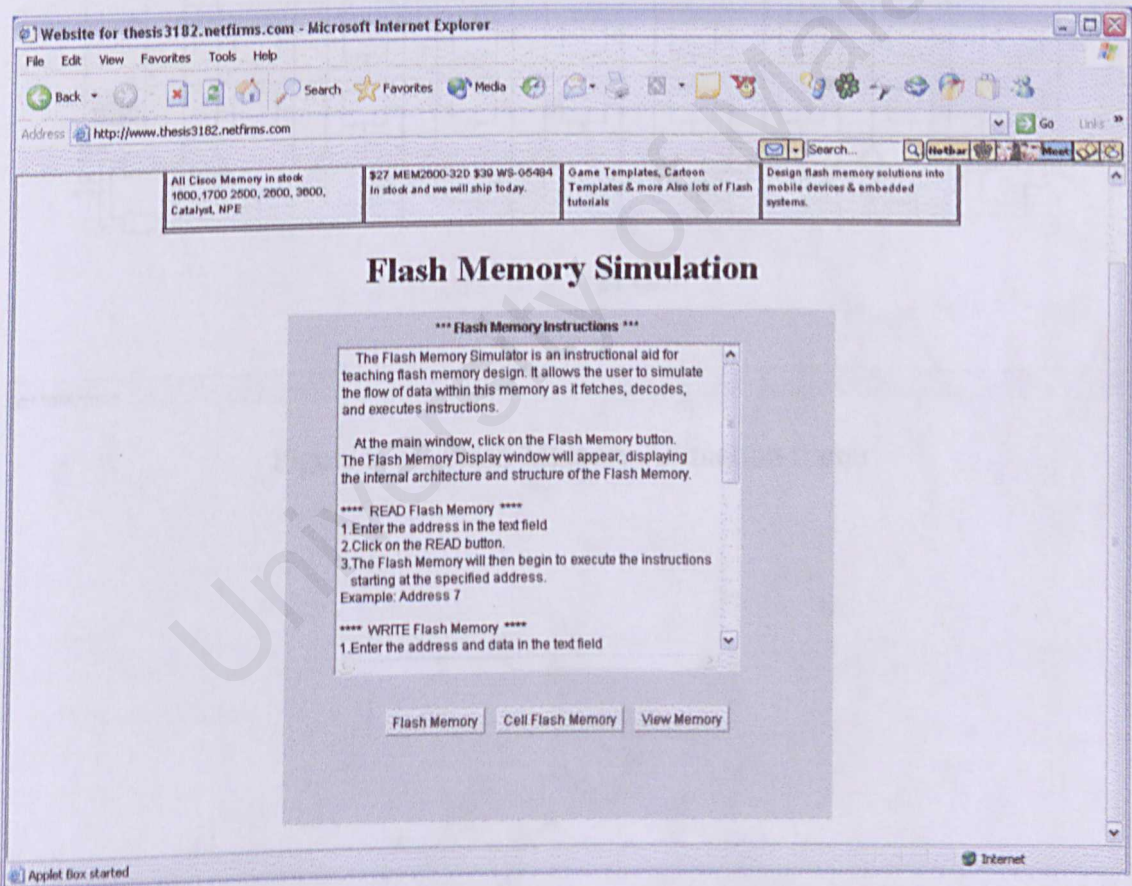 Website for thesis3182.netfirms.com - Microsoft Internet Explorer
File Edit View Favorites Tools Help
Back Search Favorites Media
Address http://www.thesis3182.netfirms.com Go Links »
Search... Hotbar Meet
All Cisco Memory in stock
1600,1700 2500, 2600, 3600,
Catalyst, NPE
$27 MEM2600-32D $39 WS-C5484
In stock and we will ship today.
Game Templates, Cartoon
Templates & more Also lots of Flash
tutorials
Design flash memory solutions into
mobile devices & embedded
systems.
Flash Memory Simulation
*** Flash Memory Instructions ***
The Flash Memory Simulator is an instructional aid for
teaching flash memory design. It allows the user to simulate
the flow of data within this memory as it fetches, decodes,
and executes instructions.
At the main window, click on the Flash Memory button.
The Flash Memory Display window will appear, displaying
the internal architecture and structure of the Flash Memory.
**** READ Flash Memory ****
1.Enter the address in the text field
2.Click on the READ button.
3.The Flash Memory will then begin to execute the instructions
starting at the specified address.
Example: Address 7
**** WRITE Flash Memory ****
1.Enter the address and data in the text field
Flash Memory Cell Flash Memory View Memory
Applet Box started Internet
University of Mala